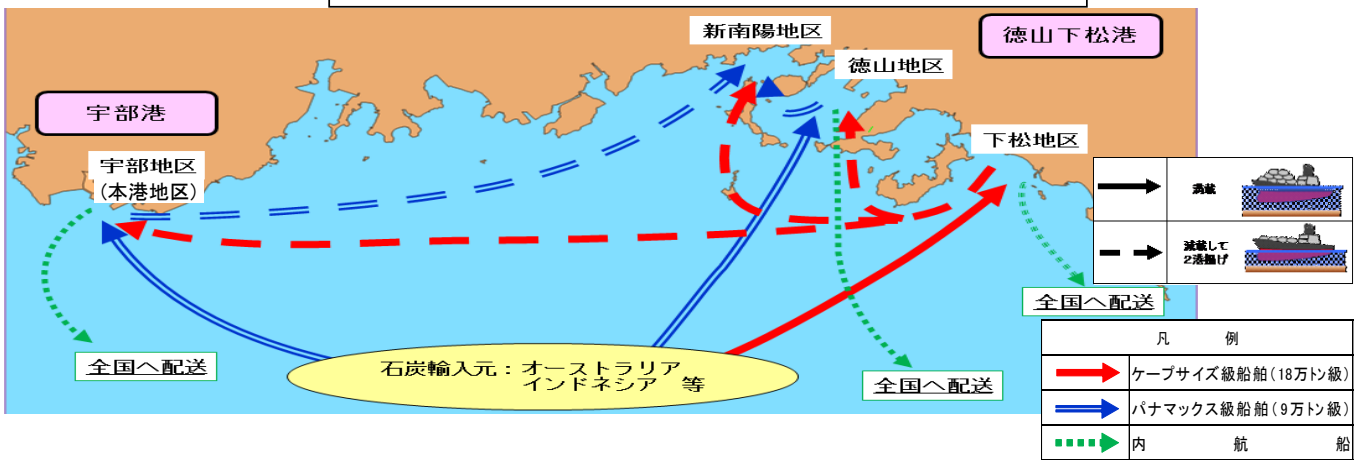 新南陽地区
徳山下松港
徳山地区
宇部港
下松地区
宇部地区
(本港地区)
満載
減載して
2港揚げ
全国へ配送
全国へ配送
全国へ配送
石炭輸入元：オーストラリア
インドネシア 等
凡 例
ケープサイズ級船舶(18万トン級)
パナマックス級船舶(9万トン級)
内 航 船